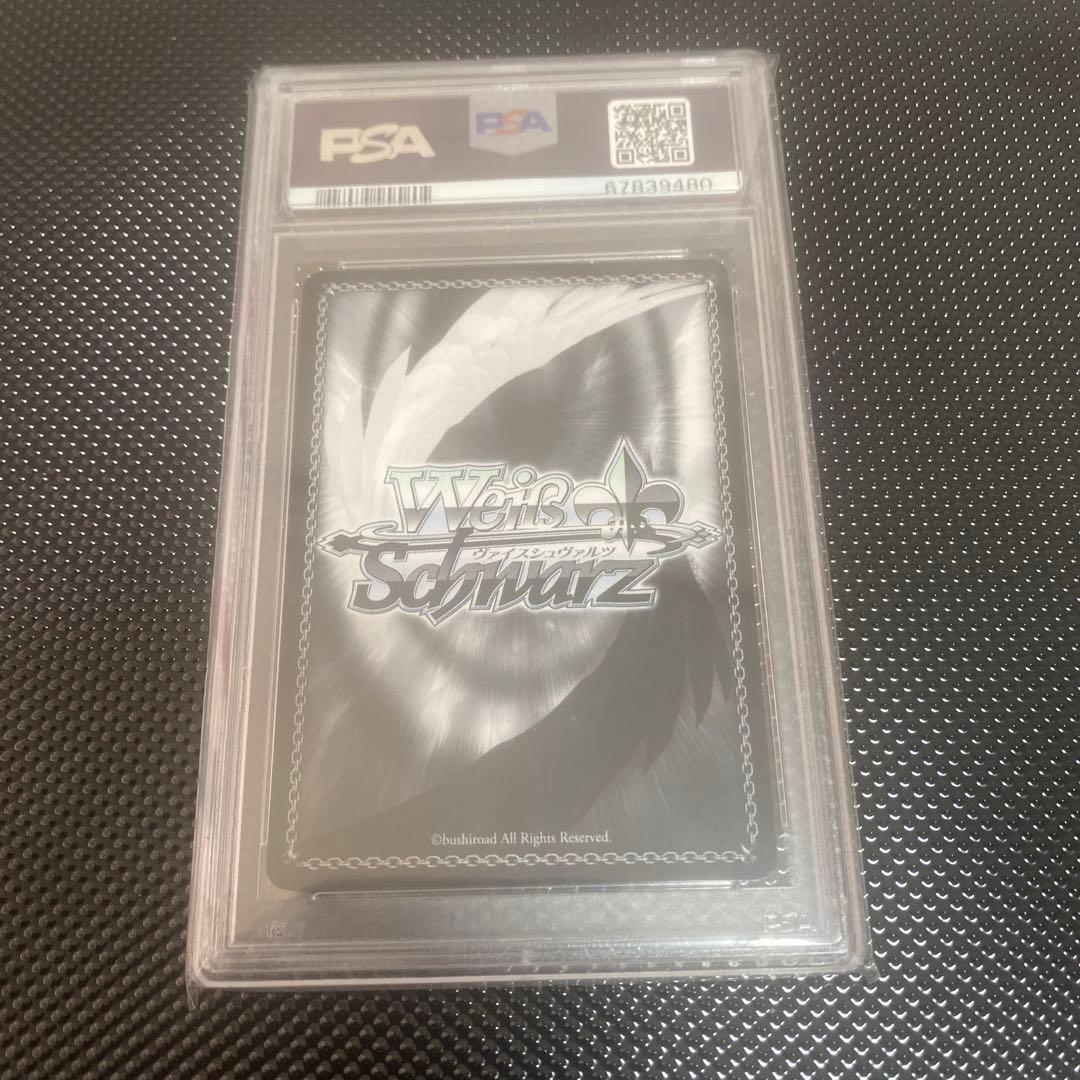 PSA
PSA
67839480
Weiß
ヴァイスシュヴァルツ
Schwarz
©bushiroad All Rights Reserved.
PSA